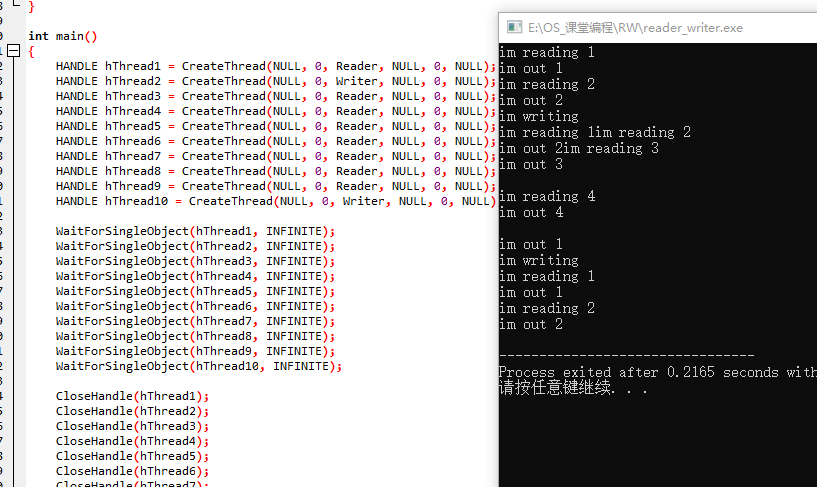 }
int main()
{
HANDLE hThread1 = CreateThread(NULL, 0, Reader, NULL, 0, NULL);
HANDLE hThread2 = CreateThread(NULL, 0, Writer, NULL, 0, NULL);
HANDLE hThread3 = CreateThread(NULL, 0, Reader, NULL, 0, NULL);
HANDLE hThread4 = CreateThread(NULL, 0, Reader, NULL, 0, NULL);
HANDLE hThread5 = CreateThread(NULL, 0, Reader, NULL, 0, NULL);
HANDLE hThread6 = CreateThread(NULL, 0, Reader, NULL, 0, NULL);
HANDLE hThread7 = CreateThread(NULL, 0, Reader, NULL, 0, NULL);
HANDLE hThread8 = CreateThread(NULL, 0, Reader, NULL, 0, NULL);
HANDLE hThread9 = CreateThread(NULL, 0, Reader, NULL, 0, NULL);
HANDLE hThread10 = CreateThread(NULL, 0, Writer, NULL, 0, NULL)
WaitForSingleObject(hThread1, INFINITE);
WaitForSingleObject(hThread2, INFINITE);
WaitForSingleObject(hThread3, INFINITE);
WaitForSingleObject(hThread4, INFINITE);
WaitForSingleObject(hThread5, INFINITE);
WaitForSingleObject(hThread6, INFINITE);
WaitForSingleObject(hThread7, INFINITE);
WaitForSingleObject(hThread8, INFINITE);
WaitForSingleObject(hThread9, INFINITE);
WaitForSingleObject(hThread10, INFINITE);
CloseHandle(hThread1);
CloseHandle(hThread2);
CloseHandle(hThread3);
CloseHandle(hThread4);
CloseHandle(hThread5);
CloseHandle(hThread6);
CloseHandle(hThread7);
E:\OS_课堂编程\RW\reader_writer.exe
im reading 1
im out 1
im reading 2
im out 2
im writing
im reading 1im reading 2
im out 2im reading 3
im out 3
im reading 4
im out 4
im out 1
im writing
im reading 1
im out 1
im reading 2
im out 2
--------------------------------
Process exited after 0.2165 seconds with
请按任意键继续. . .